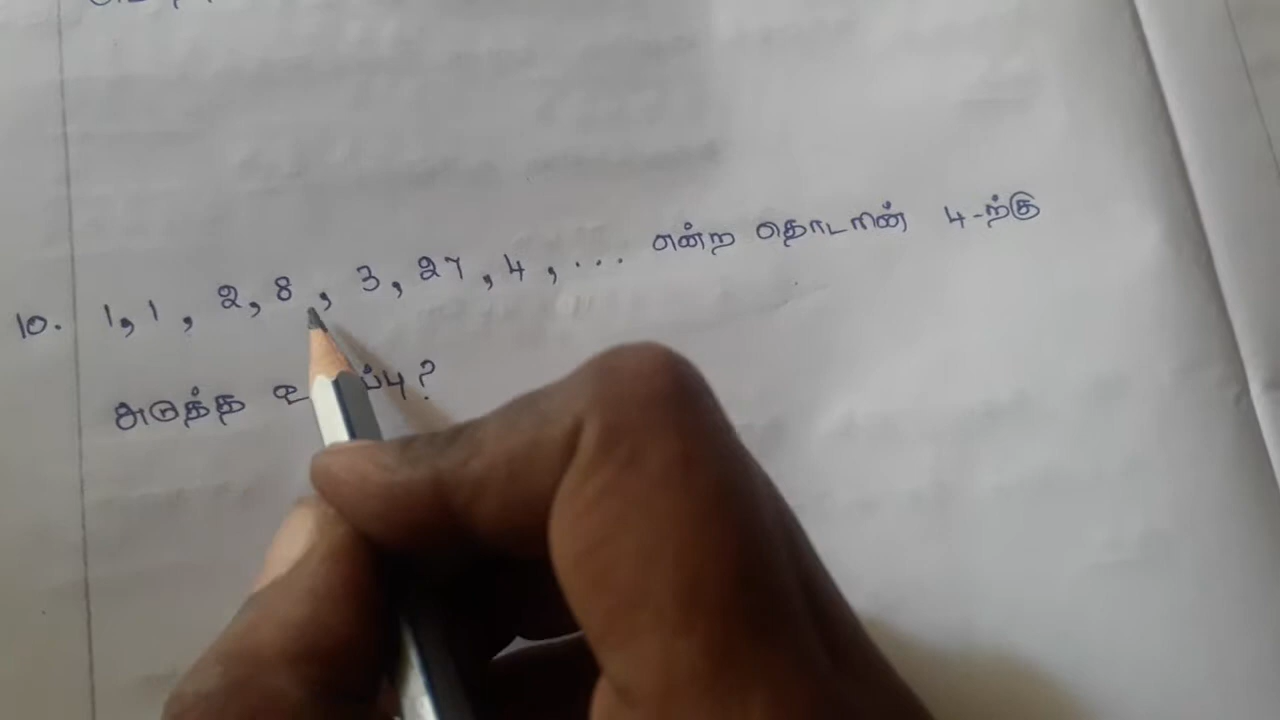 10. 1, 1, 2, 8, 3, 27, 4, ... என்ற தொடரின் 4-ற்கு
அடுத்த